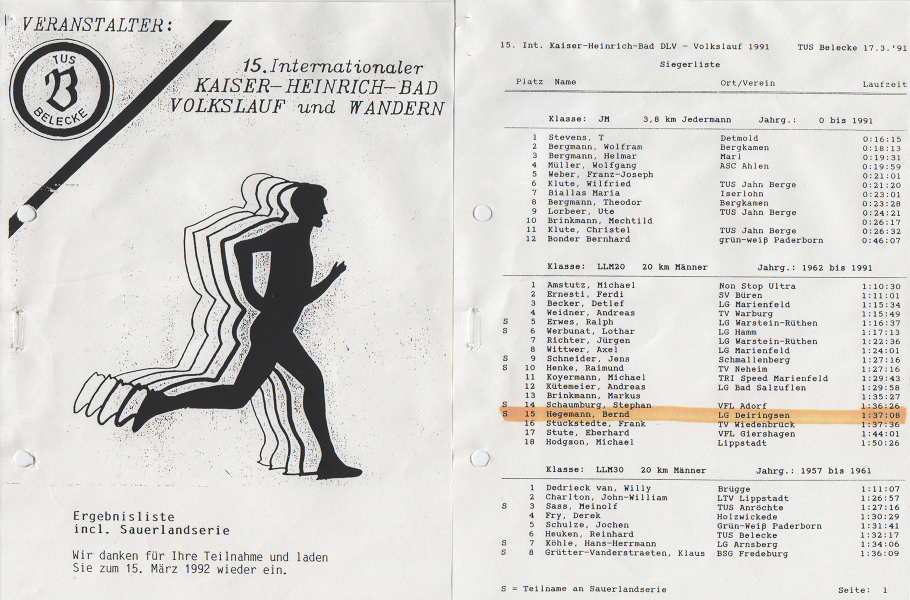 VERANSTALTER:
TUS
B
BELECKE
15. Internationaler
KAISER-HEINRICH-BAD
VOLKSLAUF und WANDERN
Ergebnisliste
incl. Sauerlandserie
Wir danken für Ihre Teilnahme und laden
Sie zum 15. März 1992 wieder ein.
15. Int. Kaiser-Heinrich-Bad DLV - Volkslauf 1991 TUS Belecke 17.3.'91
Siegerliste
Platz Name Ort/Verein Laufzeit
Klasse: JM 3,8 km Jedermann Jahrg.: 0 bis 1991
1 Stevens, T Detmold 0:16:15
2 Bergmann, Wolfram Bergkamen 0:18:13
3 Bergmann, Helmar Marl 0:19:31
4 Müller, Wolfgang ASC Ahlen 0:19:59
5 Weber, Franz-Joseph 0:21:01
6 Klute, Wilfried TUS Jahn Berge 0:21:20
7 Biallas Maria Iserlohn 0:23:01
8 Bergmann, Theodor Bergkamen 0:23:28
9 Lorbeer, Ute TUS Jahn Berge 0:24:21
10 Brinkmann, Mechtild 0:26:17
11 Klute, Christel TUS Jahn Berge 0:26:32
12 Bonder Bernhard grün-weiß Paderborn 0:46:07
Klasse: LLM20 20 km Männer Jahrg.: 1962 bis 1991
1 Amstutz, Michael Non Stop Ultra 1:10:30
2 Ernesti, Ferdi SV Büren 1:11:01
3 Becker, Detlef LG Marienfeld 1:15:34
4 Weidner, Andreas TV Warburg 1:15:49
S 5 Erwes, Ralph LG Warstein-Rüthen 1:16:37
S 6 Werbunat, Lothar LG Hamm 1:17:13
7 Richter, Jürgen LG Warstein-Rüthen 1:22:36
8 Wittwer, Axel LG Marienfeld 1:24:01
S 9 Schneider, Jens Schmallenberg 1:27:16
S 10 Henke, Raimund TV Neheim 1:27:16
11 Koyermann, Michael TRI Speed Marienfeld 1:29:43
12 Kütemeier, Andreas LG Bad Salzuflen 1:29:58
13 Brinkmann, Markus 1:35:27
S 14 Schaumburg, Stephan VFL Adorf 1:36:26
S 15 Hegemann, Bernd LG Deiringsen 1:37:08
16 Stuckstedte, Frank TV Wiedenbrück 1:37:36
17 Stute, Eberhard VFL Giershagen 1:44:01
18 Hodgson, Michael Lippstadt 1:50:26
Klasse: LLM30 20 km Männer Jahrg.: 1957 bis 1961
1 Dedrieck van, Willy Brügge 1:11:07
2 Charlton, John-William LTV Lippstadt 1:26:57
S 3 Sass, Meinolf TUS Anröchte 1:27:16
4 Fry, Derek Holzwickede 1:30:29
5 Schulze, Jochen Grün-Weiß Paderborn 1:31:41
6 Heuken, Reinhard TUS Belecke 1:32:17
S 7 Köhle, Hans-Herrmann LG Arnsberg 1:34:06
S 8 Grütter-Vanderstraeten, Klaus BSG Fredeburg 1:36:09
S = Teilname an Sauerlandserie Seite: 1